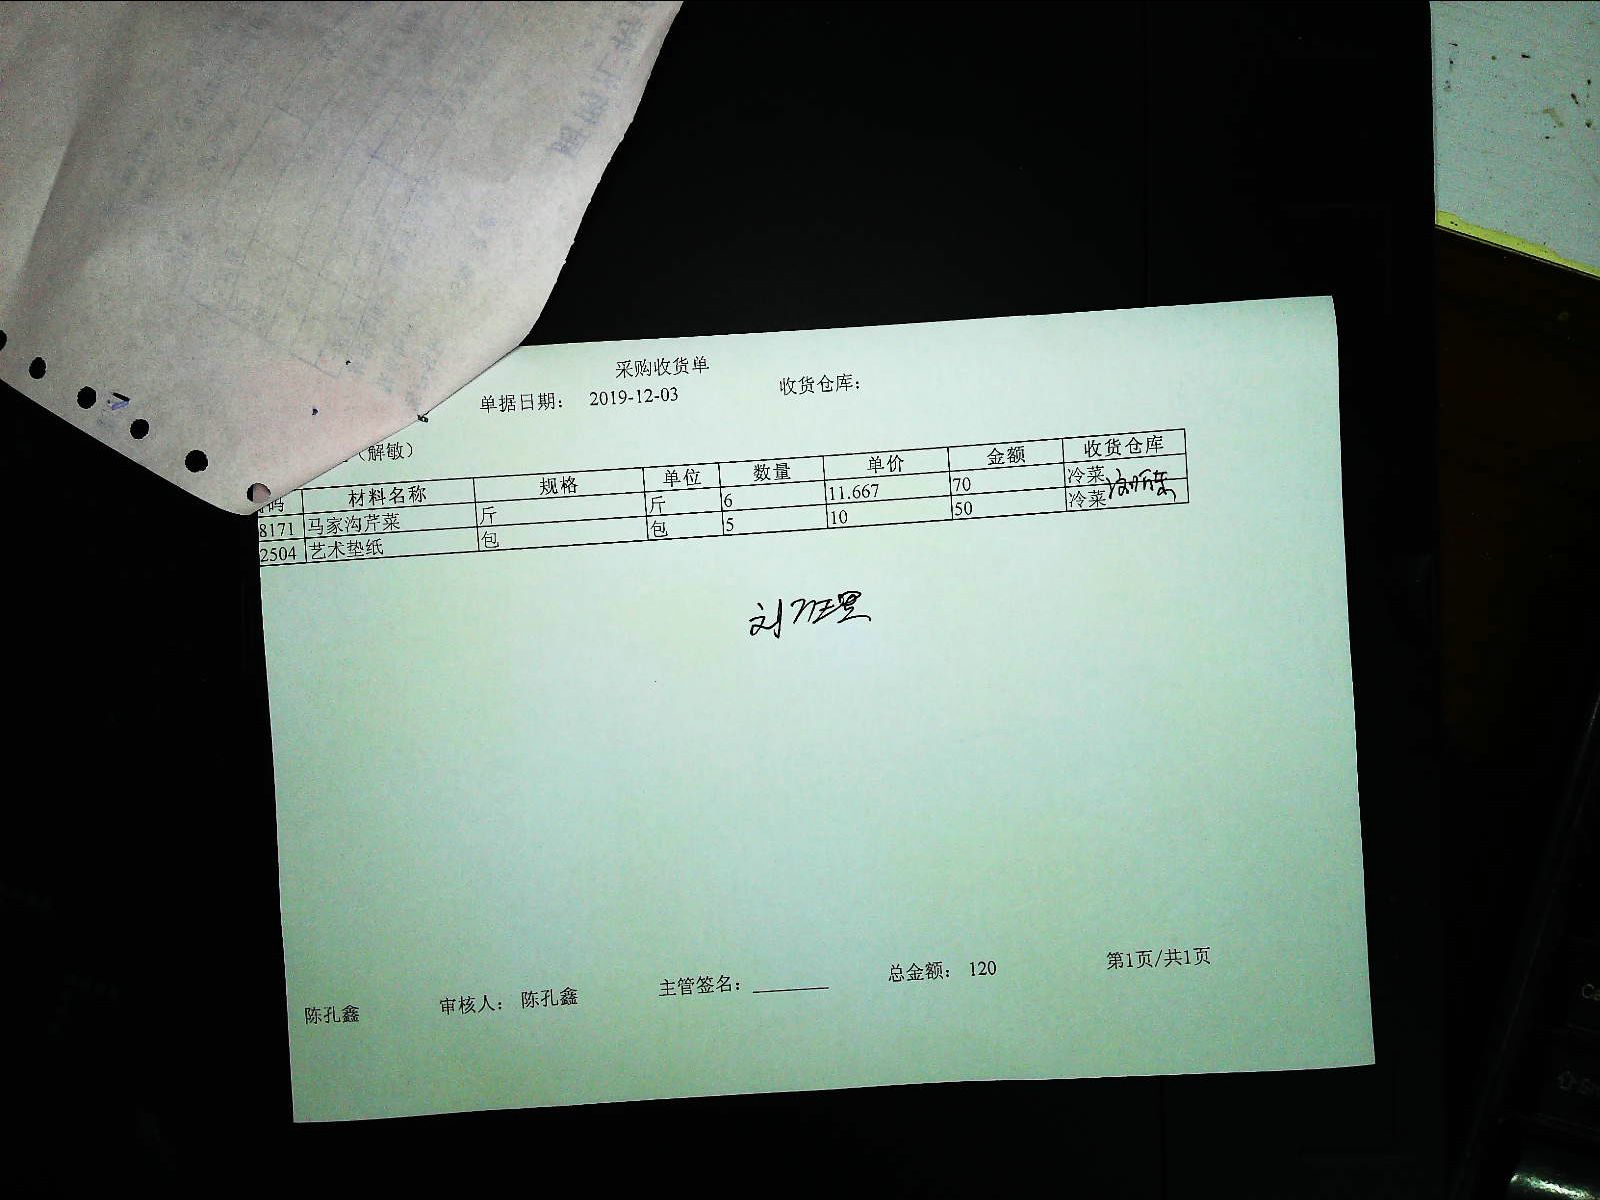 采购收货单
单据日期： 2019-12-03 收货仓库：
（解敏）
码 材料名称 规格 单位 数量 单价 金额 收货仓库
8171 马家沟芹菜 斤 斤 6 11.667 70 冷菜
2504 艺术垫纸 包 包 5 10 50 冷菜
陈孔鑫 审核人： 陈孔鑫 主管签名： 总金额： 120 第1页/共1页